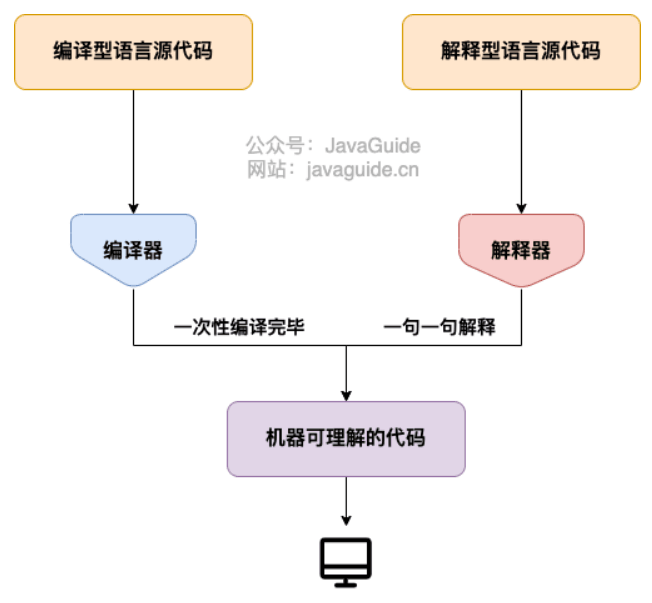 编译型语言源代码
解释型语言源代码
公众号：JavaGuide
网站：javaguide.cn
编译器
解释器
一次性编译完毕
一句一句解释
机器可理解的代码